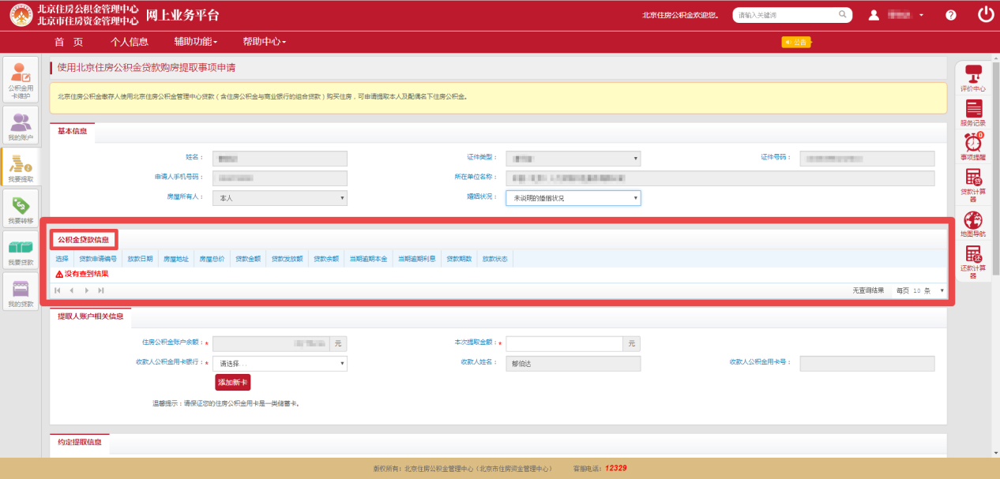 北京住房公积金管理中心
北京市住房资金管理中心
网上业务平台
北京住房公积金欢迎您。
请输入关键词
首 页 个人信息 辅助功能 帮助中心
公告
公积金用
卡维护
我的账户
我要提取
我要转移
我要贷款
我的贷款
使用北京住房公积金贷款购房提取事项申请
北京住房公积金缴存人使用北京住房公积金管理中心贷款（含住房公积金与商业银行的组合贷款）购买住房，可申请提取本人及配偶名下住房公积金。
基本信息
姓名： 证件类型： 证件号码：
申请人手机号码： 所在单位名称：
房屋所有人： 本人 婚姻状况： 未说明的婚姻状况
公积金贷款信息
选择 贷款申请编号 放款日期 房屋地址 房屋总价 贷款金额 贷款发放额 贷款余额 当期逾期本金 当期逾期利息 贷款期数 放款状态
没有查到结果
无查询结果 每页 10 条
提取人账户相关信息
住房公积金账户余额：* 元 本次提取金额：* 元
收款人公积金用卡银行：* 请选择... 收款人姓名： 郁伯达 收款人公积金用卡号：
添加新卡
温馨提示：请保证您的住房公积金用卡是一类储蓄卡。
约定提取信息
评价中心
服务记录
0
事项提醒
贷
贷款计算
器
地图导航
还
还款计算
器
版权所有：北京住房公积金管理中心（北京市住房资金管理中心） 客服电话：12329